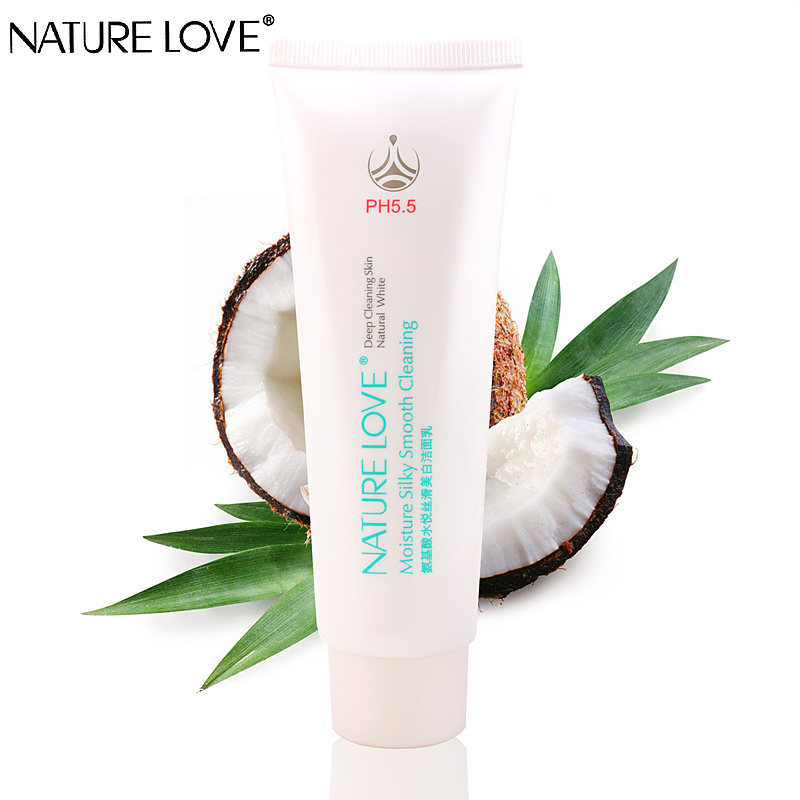 NATURE LOVE®
PH5.5
Deep Cleaning Skin
Natural White
NATURE LOVE®
Moisture Silky Smooth Cleaning
氨基酸水悦丝滑美白洁面乳